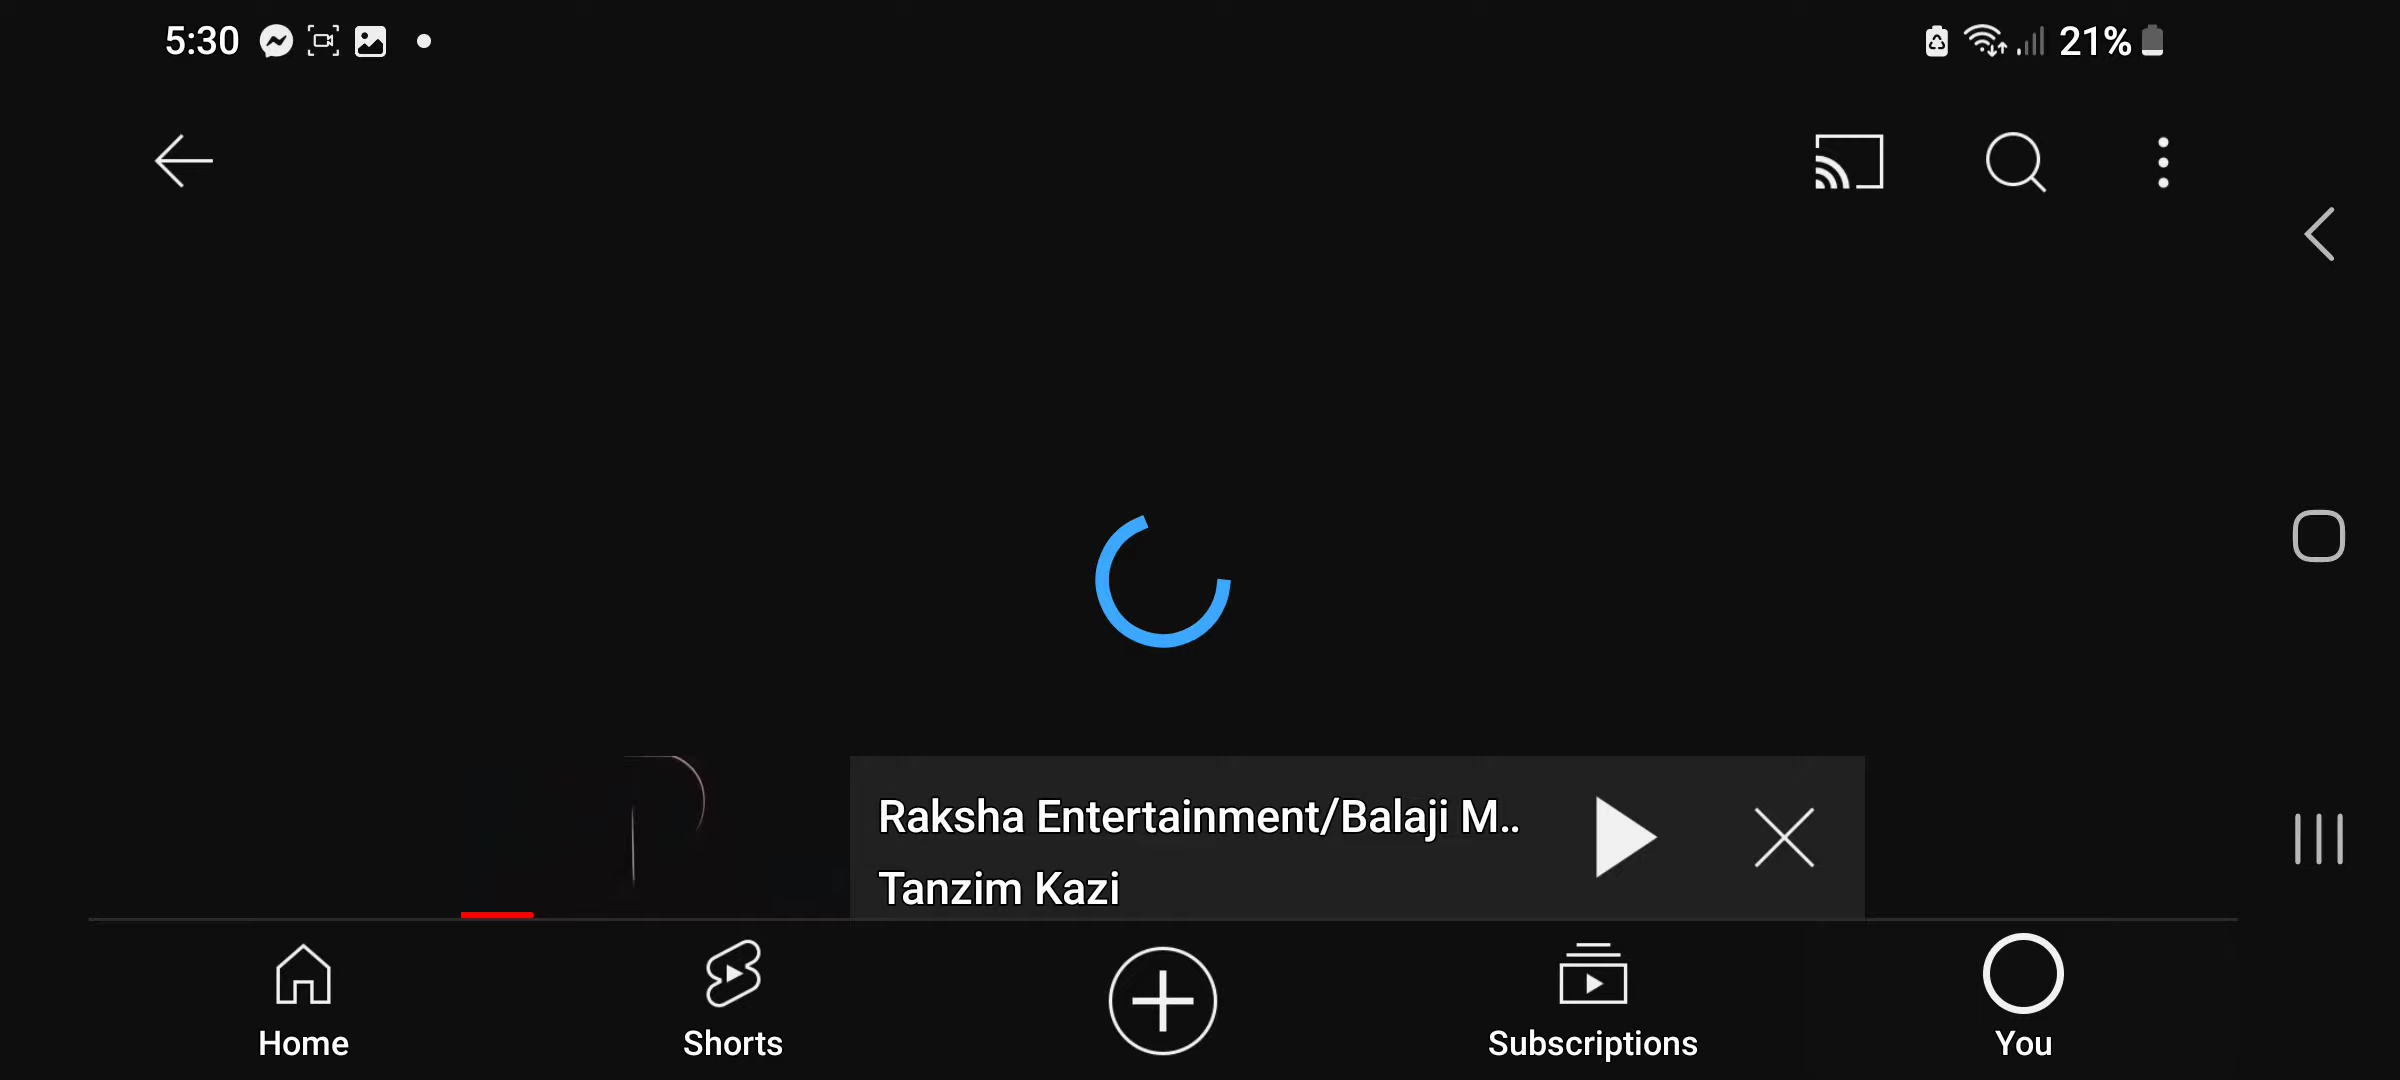 5:30
21%
Raksha Entertainment/Balaji M..
Tanzim Kazi
Home
Shorts
Subscriptions
You